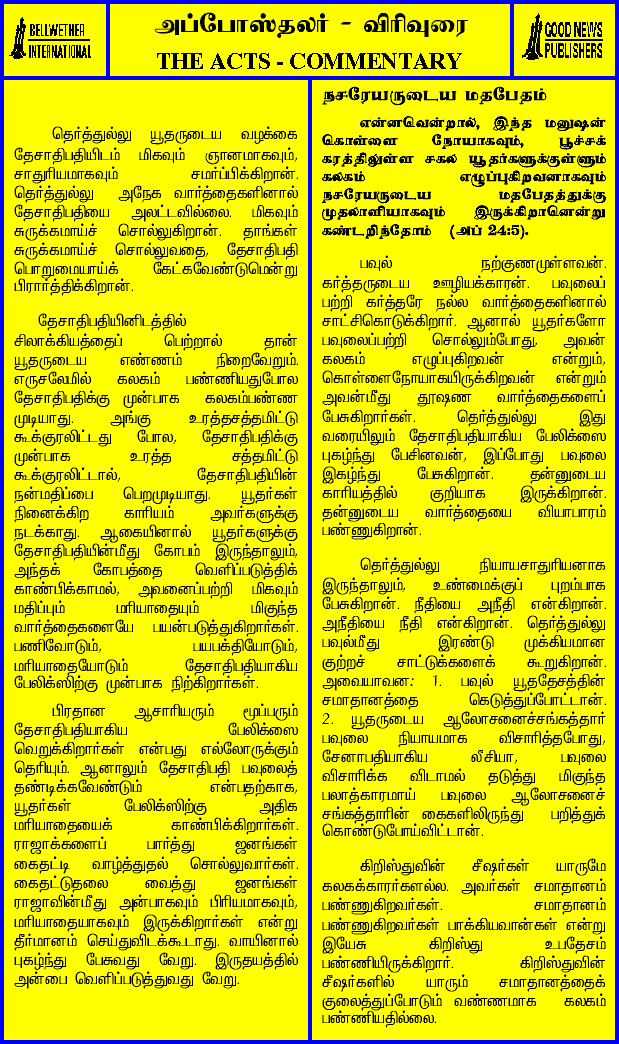 BELLWETHER
INTERNATIONAL
அப்போஸ்தலர் - விரிவுரை
THE ACTS - COMMENTARY
GOOD NEWS
PUBLISHERS
தெர்த்துல்லு யூதருடைய வழக்கை
தேசாதிபதியிடம் மிகவும் ஞானமாகவும்,
சாதுரியமாகவும் சமர்ப்பிக்கிறான்.
தெர்த்துல்லு அநேக வார்த்தைகளினால்
தேசாதிபதியை அலட்டவில்லை. மிகவும்
சுருக்கமாய்ச் சொல்லுகிறான். தாங்கள்
சுருக்கமாய்ச் சொல்லுவதை, தேசாதிபதி
பொறுமையாய்க் கேட்கவேண்டுமென்று
பிரார்த்திக்கிறான்.
தேசாதிபதியினிடத்தில்
சிலாக்கியத்தைப் பெற்றால் தான்
யூதருடைய எண்ணம் நிறைவேறும்.
எருசலேமில் கலகம் பண்ணியதுபோல
தேசாதிபதிக்கு முன்பாக கலகம்பண்ண
முடியாது. அங்கு உரத்தசத்தமிட்டு
கூக்குரலிட்டது போல, தேசாதிபதிக்கு
முன்பாக உரத்த சத்தமிட்டு
கூக்குரலிட்டால், தேசாதிபதியின்
நன்மதிப்பை பெறமுடியாது. யூதர்கள்
நினைக்கிற காரியம் அவர்களுக்கு
நடக்காது. ஆகையினால் யூதர்களுக்கு
தேசாதிபதியின்மீது கோபம் இருந்தாலும்,
அந்தக் கோபத்தை வெளிப்படுத்திக்
காண்பிக்காமல், அவனைப்பற்றி மிகவும்
மதிப்பும் மரியாதையும் மிகுந்த
வார்த்தைகளையே பயன்படுத்துகிறார்கள்.
பணிவோடும், பயபக்தியோடும்,
மரியாதையோடும் தேசாதிபதியாகிய
பேலிக்ஸிற்கு முன்பாக நிற்கிறார்கள்.
பிரதான ஆசாரியரும் மூப்பரும்
தேசாதிபதியாகிய பேலிக்ஸை
வெறுக்கிறார்கள் என்பது எல்லோருக்கும்
தெரியும். ஆனாலும் தேசாதிபதி பவுலைத்
தண்டிக்கவேண்டும் என்பதற்காக,
யூதர்கள் பேலிக்ஸிற்கு அதிக
மரியாதையைக் காண்பிக்கிறார்கள்.
ராஜாக்களைப் பார்த்து ஜனங்கள்
கைதட்டி வாழ்த்துதல் சொல்லுவார்கள்.
கைதட்டுதலை வைத்து ஜனங்கள்
ராஜாவின்மீது அன்பாகவும் பிரியமாகவும்,
மரியாதையாகவும் இருக்கிறார்கள் என்று
தீர்மானம் செய்துவிடக்கூடாது. வாயினால்
புகழ்ந்து பேசுவது வேறு. இருதயத்தில்
அன்பை வெளிப்படுத்துவது வேறு.
நசரேயருடைய மதபேதம்
என்னவென்றால், இந்த மனுஷன்
கொள்ளை நோயாகவும், பூச்சக்
கரத்திலுள்ள சகல யூதர்களுக்குள்ளும்
கலகம் எழுப்புகிறவனாகவும்
நசரேயருடைய மதபேதத்துக்கு
முதலாளியாகவும் இருக்கிறானென்று
கண்டறிந்தோம் (அப் 24:5).
பவுல் நற்குணமுள்ளவன்.
கர்த்தருடைய ஊழியக்காரன். பவுலைப்
பற்றி கர்த்தரே நல்ல வார்த்தைகளினால்
சாட்சிகொடுக்கிறார். ஆனால் யூதர்களோ
பவுலைப்பற்றி சொல்லும்போது, அவன்
கலகம் எழுப்புகிறவன் என்றும்,
கொள்ளைநோயாகயிருக்கிறவன் என்றும்
அவன்மீது தூஷண வார்த்தைகளைப்
பேசுகிறார்கள். தெர்த்துல்லு இது
வரையிலும் தேசாதிபதியாகிய பேலிக்ஸை
புகழ்ந்து பேசினவன், இப்போது பவுலை
இகழ்ந்து பேசுகிறான். தன்னுடைய
காரியத்தில் குறியாக இருக்கிறான்.
தன்னுடைய வார்த்தையை வியாபாரம்
பண்ணுகிறான்.
தெர்த்துல்லு நியாயசாதுரியனாக
இருந்தாலும், உண்மைக்குப் புறம்பாக
பேசுகிறான். நீதியை அநீதி என்கிறான்.
அநீதியை நீதி என்கிறான். தெர்த்துல்லு
பவுல்மீது இரண்டு முக்கியமான
குற்றச் சாட்டுக்களைக் கூறுகிறான்.
அவையாவன: 1. பவுல் யூததேசத்தின்
சமாதானத்தை கெடுத்துப்போட்டான்.
2. யூதருடைய ஆலோசனைச்சங்கத்தார்
பவுலை நியாயமாக விசாரித்தபோது,
சேனாபதியாகிய லீசியா, பவுலை
விசாரிக்க விடாமல் தடுத்து மிகுந்த
பலாத்காரமாய் பவுலை ஆலோசனைச்
சங்கத்தாரின் கைகளிலிருந்து பறித்துக்
கொண்டுபோய்விட்டான்.
கிறிஸ்துவின் சீஷர்கள் யாருமே
கலகக்காரர்களல்ல. அவர்கள் சமாதானம்
பண்ணுகிறவர்கள். சமாதானம்
பண்ணுகிறவர்கள் பாக்கியவான்கள் என்று
இயேசு கிறிஸ்து உபதேசம்
பண்ணியிருக்கிறார். கிறிஸ்துவின்
சீஷர்களில் யாரும் சமாதானத்தைக்
குலைத்துப்போடும் வண்ணமாக கலகம்
பண்ணியதில்லை.